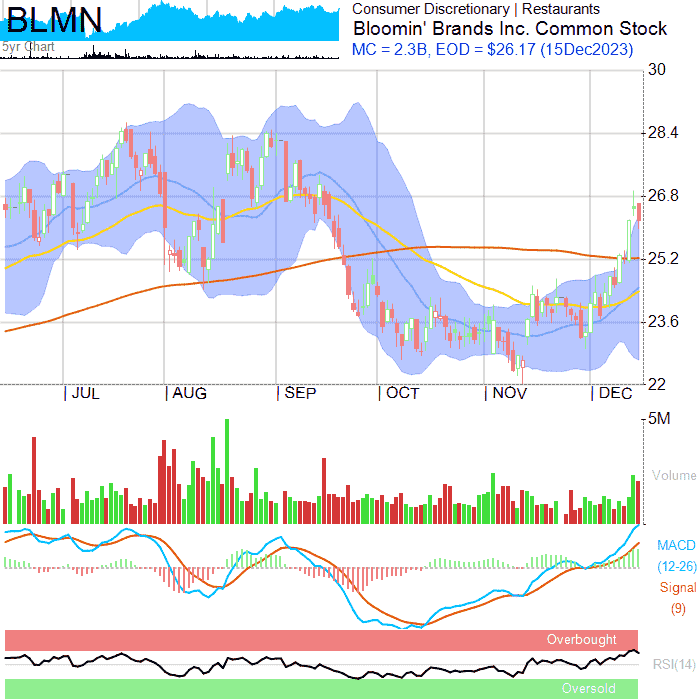 BLMN
5yr Chart
Consumer Discretionary | Restaurants
Bloomin' Brands Inc. Common Stock
MC = 2.3B, EOD = $26.17 (15Dec2023)
30
28.4
26.8
25.2
23.6
22
| JUL | AUG | SEP | OCT | NOV | DEC
5M
Volume
MACD
(12-26)
Signal
(9)
Overbought
RSI(14)
Oversold